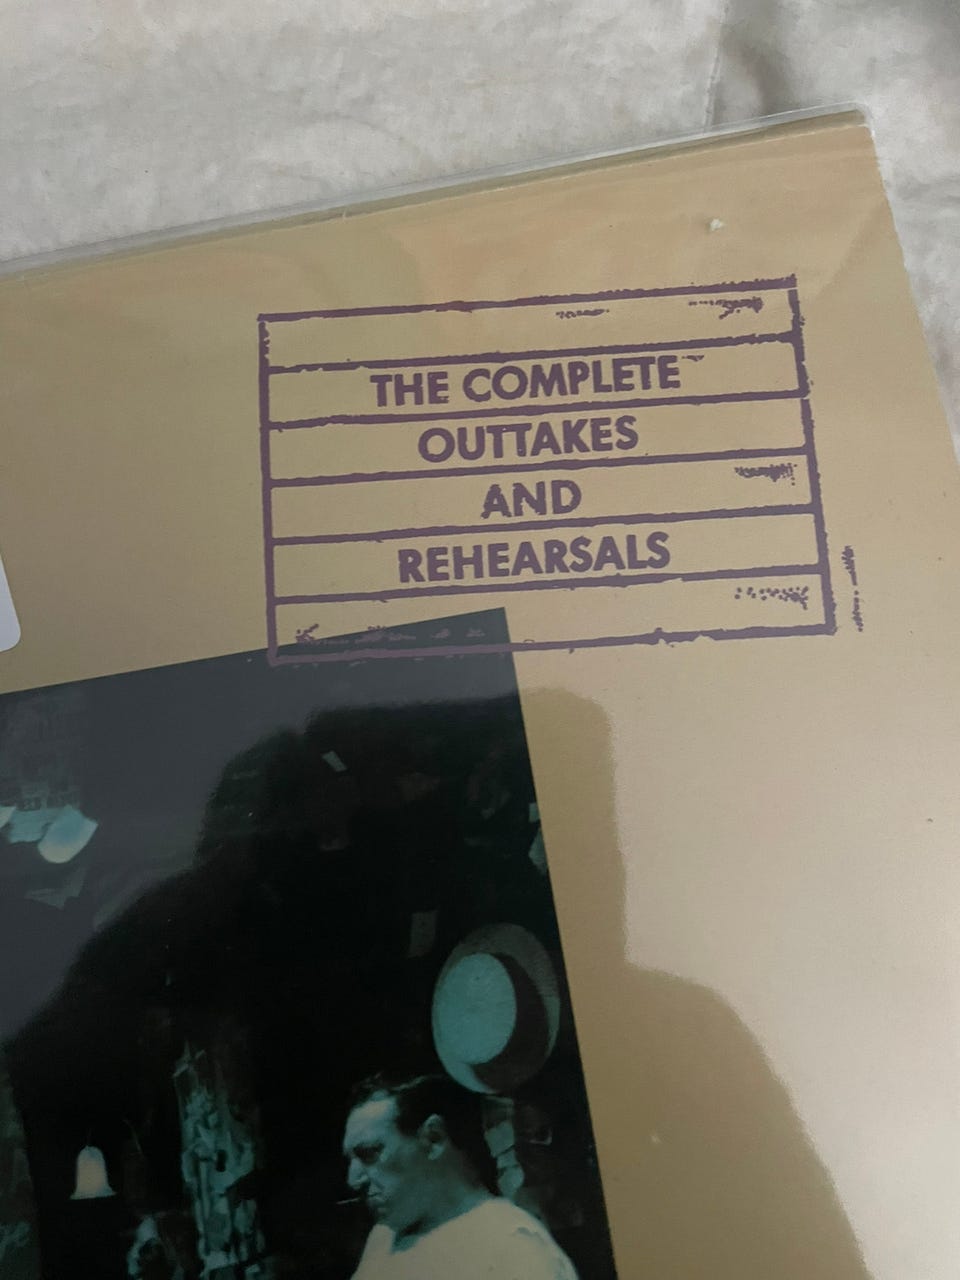 THE COMPLETE
OUTTAKES
AND
REHEARSALS